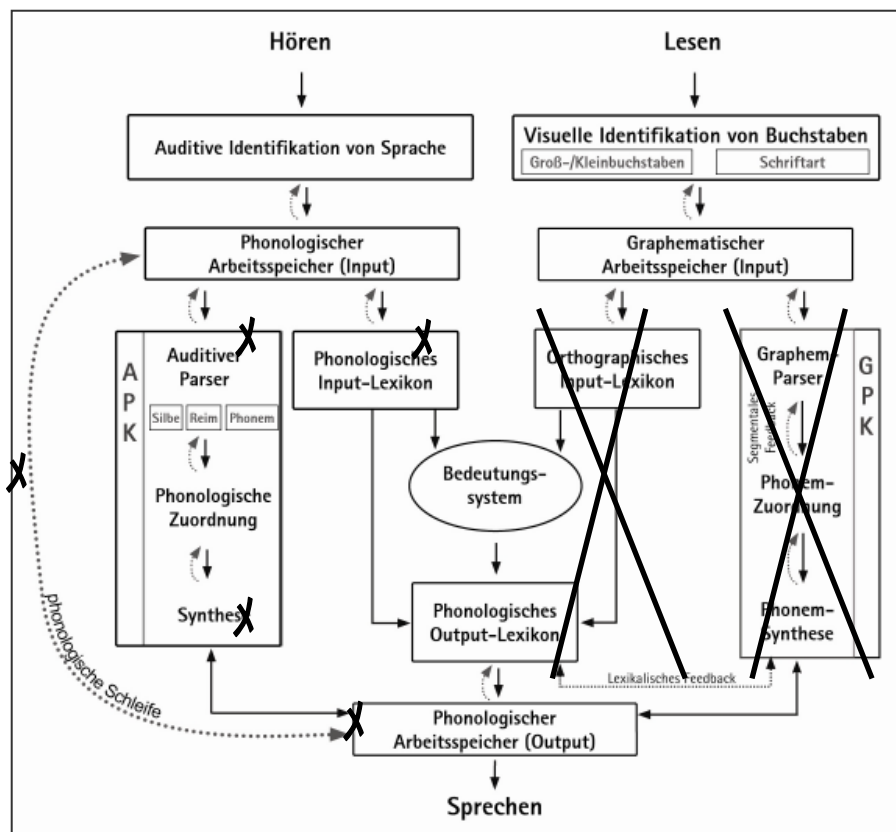 Hören
Lesen
Auditive Identifikation von Sprache
Visuelle Identifikation von Buchstaben
Groß-/Kleinbuchstaben
Schriftart
Phonologischer
Arbeitsspeicher (Input)
Graphematischer
Arbeitsspeicher (Input)
APK
Auditiver
Parser
Silbe
Reim
Phonem
Phonologische
Zuordnung
Synthese
Phonologisches
Input-Lexikon
Orthographisches
Input-Lexikon
Graphem-
Parser
Segmentales
Feedback
Phonem-
Zuordnung
Phonem-
Synthese
GPK
Bedeutungs-
system
Phonologisches
Output-Lexikon
Lexikalisches Feedback
phonologische Schleife
Phonologischer
Arbeitsspeicher (Output)
Sprechen